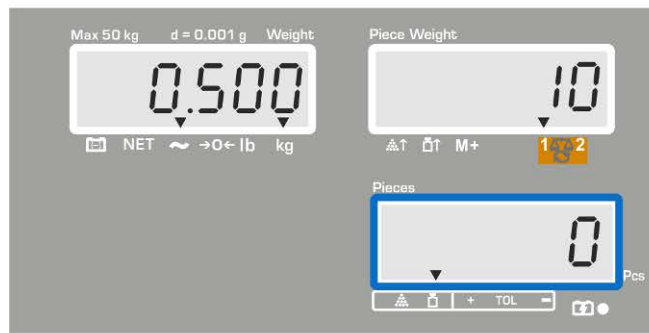 Max 50 kg d = 0.001 g Weight
0.500
NET →0← lb kg
Piece Weight
10
M+ 1 2
Pieces
0
Pcs
+ TOL -